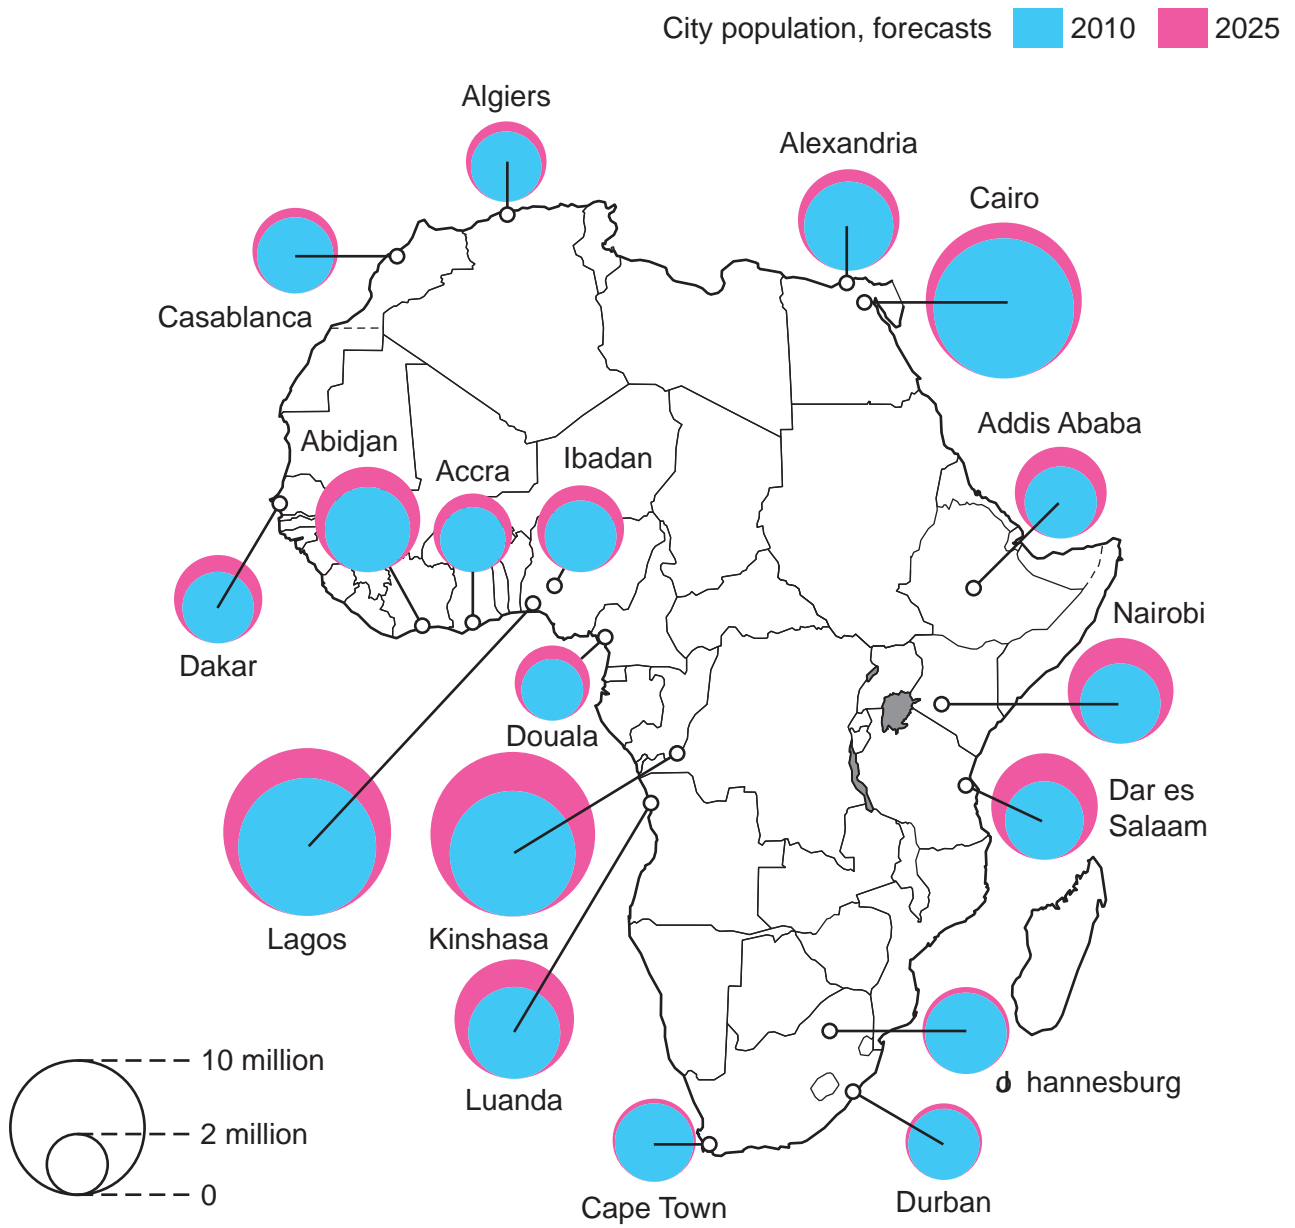 City population, forecasts 2010 2025
Algiers
Alexandria
Cairo
Casablanca
Addis Ababa
Abidjan
Accra
Ibadan
Nairobi
Dakar
Douala
Dar es
Salaam
Lagos
Kinshasa
Luanda
hannesburg
Cape Town
Durban
10 million
2 million
0